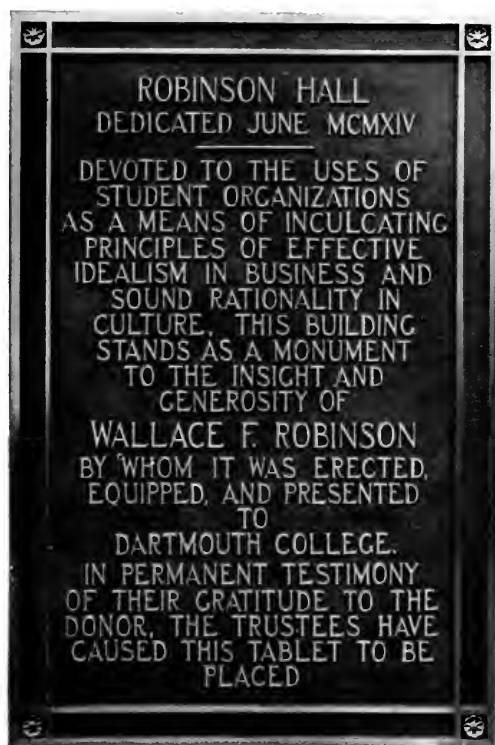 ROBINSON HALL
DEDICATED JUNE MCMXIV
DEVOTED TO THE USES OF
STUDENT ORGANIZATIONS
AS A MEANS OF INCULCATING
PRINCIPLES OF EFFECTIVE
IDEALISM IN BUSINESS AND
SOUND RATIONALITY IN
CULTURE, THIS BUILDING
STANDS AS A MONUMENT
TO THE INSIGHT AND
GENEROSITY OF
WALLACE F. ROBINSON
BY WHOM IT WAS ERECTED,
EQUIPPED, AND PRESENTED
TO
DARTMOUTH COLLEGE.
IN PERMANENT TESTIMONY
OF THEIR GRATITUDE TO THE
DONOR, THE TRUSTEES HAVE
CAUSED THIS TABLET TO BE
PLACED